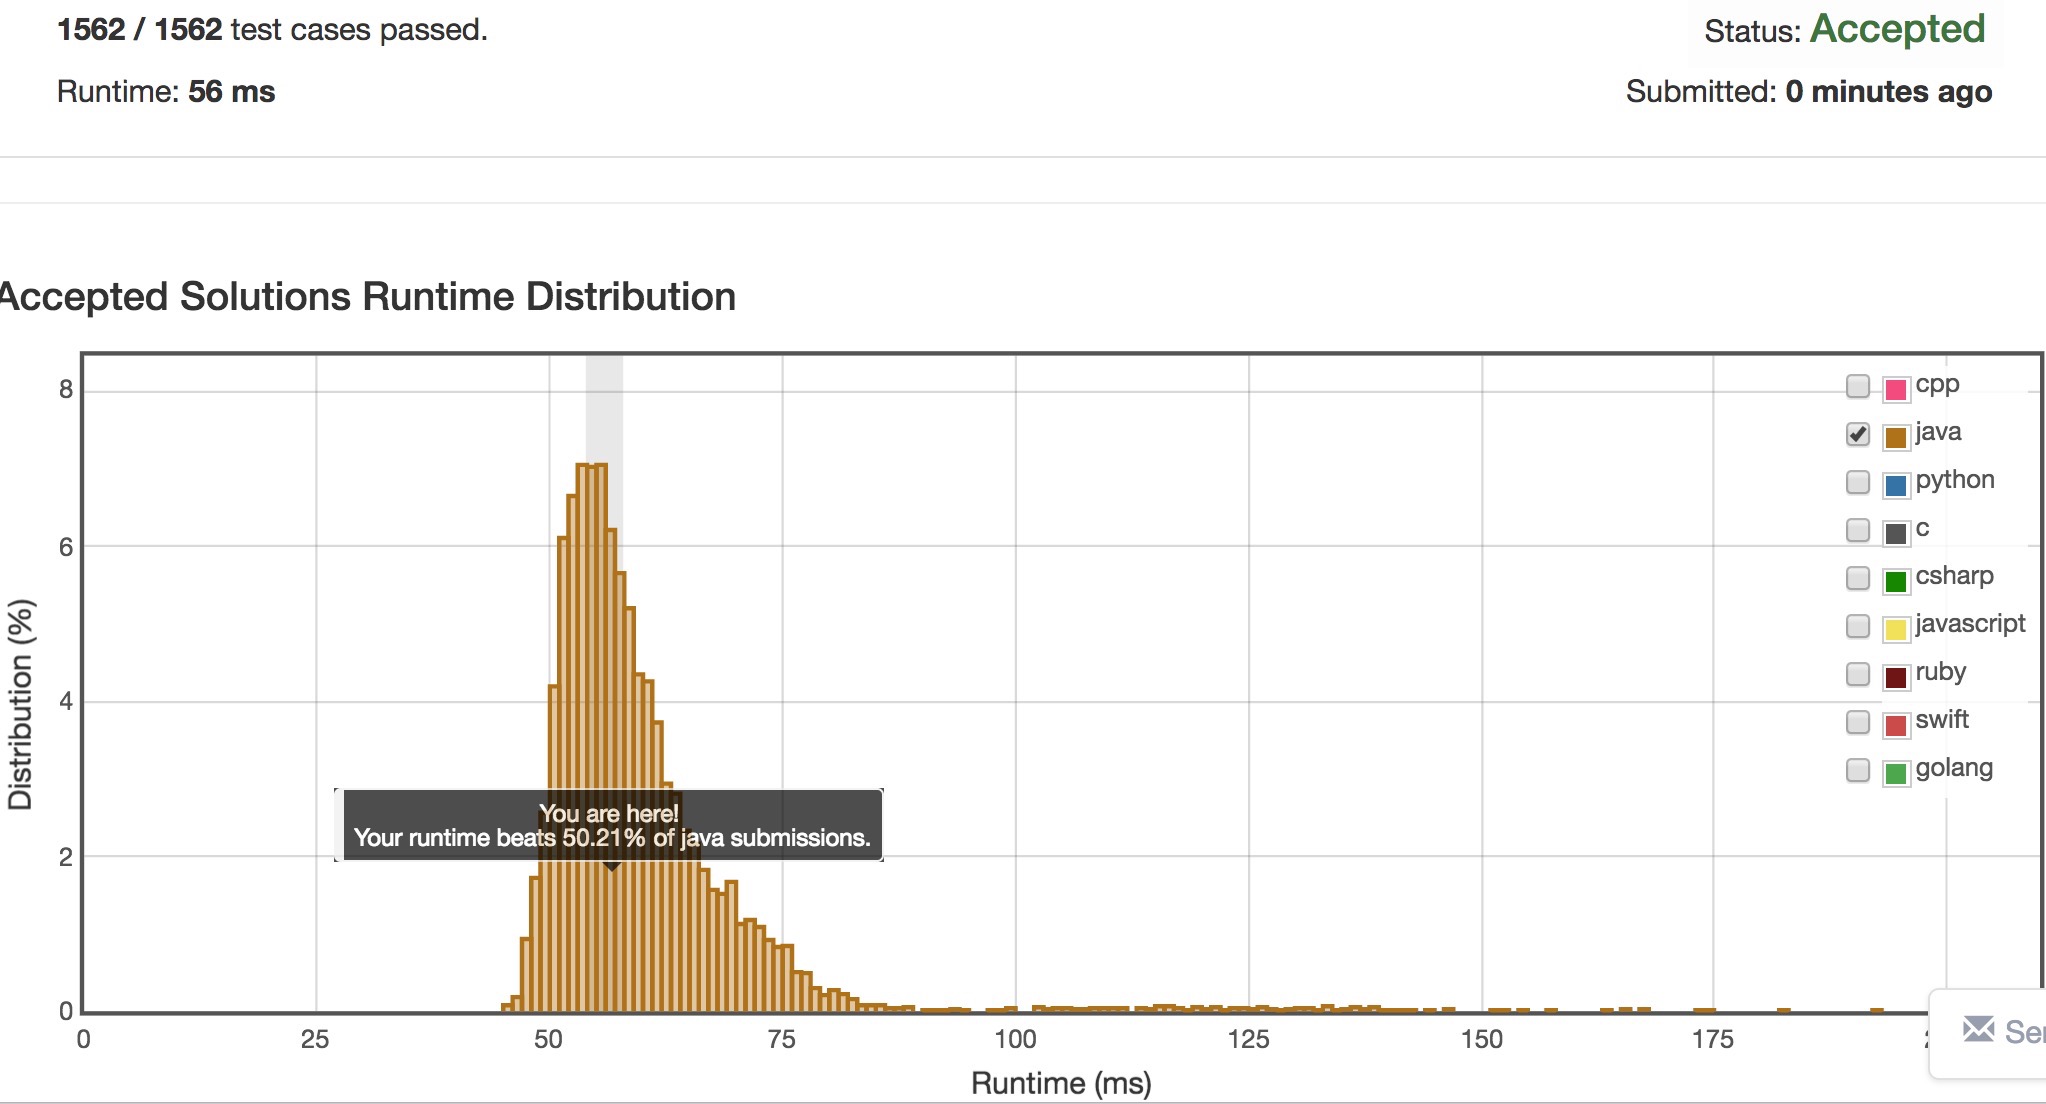 1562 / 1562 test cases passed.
Status: Accepted
Runtime: 56 ms
Submitted: 0 minutes ago
Accepted Solutions Runtime Distribution
8
6
4
2
0
Distribution (%)
cpp
java
python
c
csharp
javascript
ruby
swift
golang
You are here!
Your runtime beats 50.21% of java submissions.
0 25 50 75 100 125 150 175
Runtime (ms)